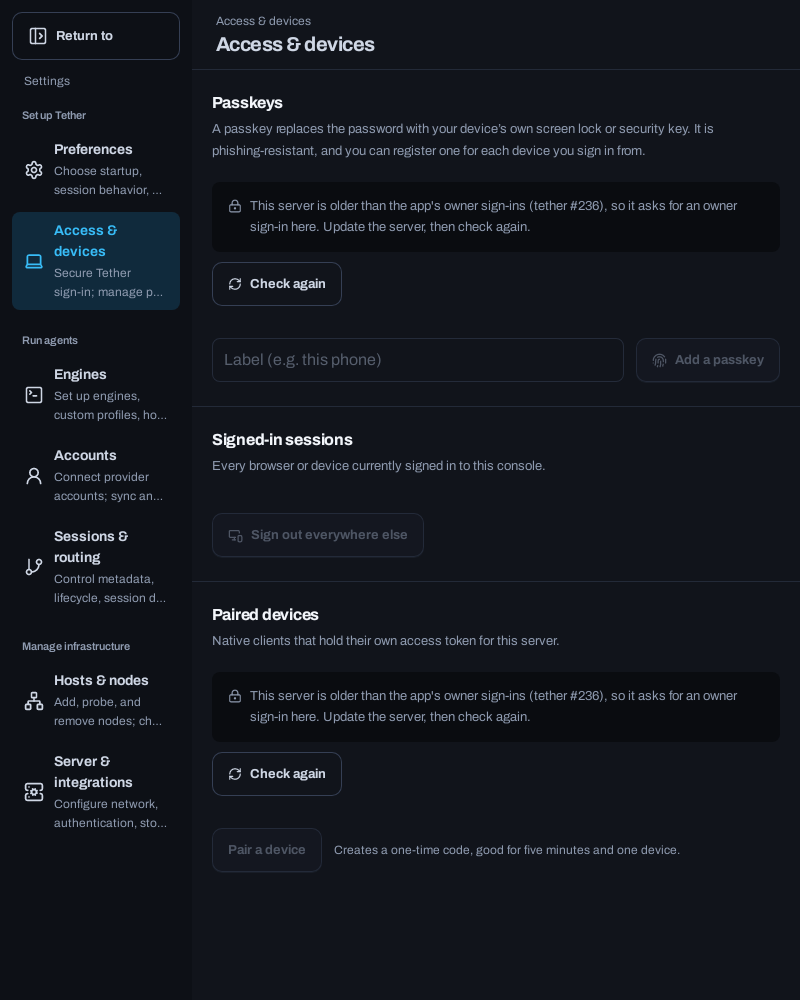 Return to
Settings
Set up Tether
Preferences
Choose startup,
session behavior, ...
Access &
devices
Secure Tether
sign-in; manage p...
Run agents
Engines
Set up engines,
custom profiles, ho...
Accounts
Connect provider
accounts; sync an...
Sessions &
routing
Control metadata,
lifecycle, session d...
Manage infrastructure
Hosts & nodes
Add, probe, and
remove nodes; ch...
Server &
integrations
Configure network,
authentication, sto...
Access & devices
Access & devices
Passkeys
A passkey replaces the password with your device's own screen lock or security key. It is
phishing-resistant, and you can register one for each device you sign in from.
This server is older than the app's owner sign-ins (tether #236), so it asks for an owner
sign-in here. Update the server, then check again.
Check again
Label (e.g. this phone)
Add a passkey
Signed-in sessions
Every browser or device currently signed in to this console.
Sign out everywhere else
Paired devices
Native clients that hold their own access token for this server.
This server is older than the app's owner sign-ins (tether #236), so it asks for an owner
sign-in here. Update the server, then check again.
Check again
Pair a device
Creates a one-time code, good for five minutes and one device.